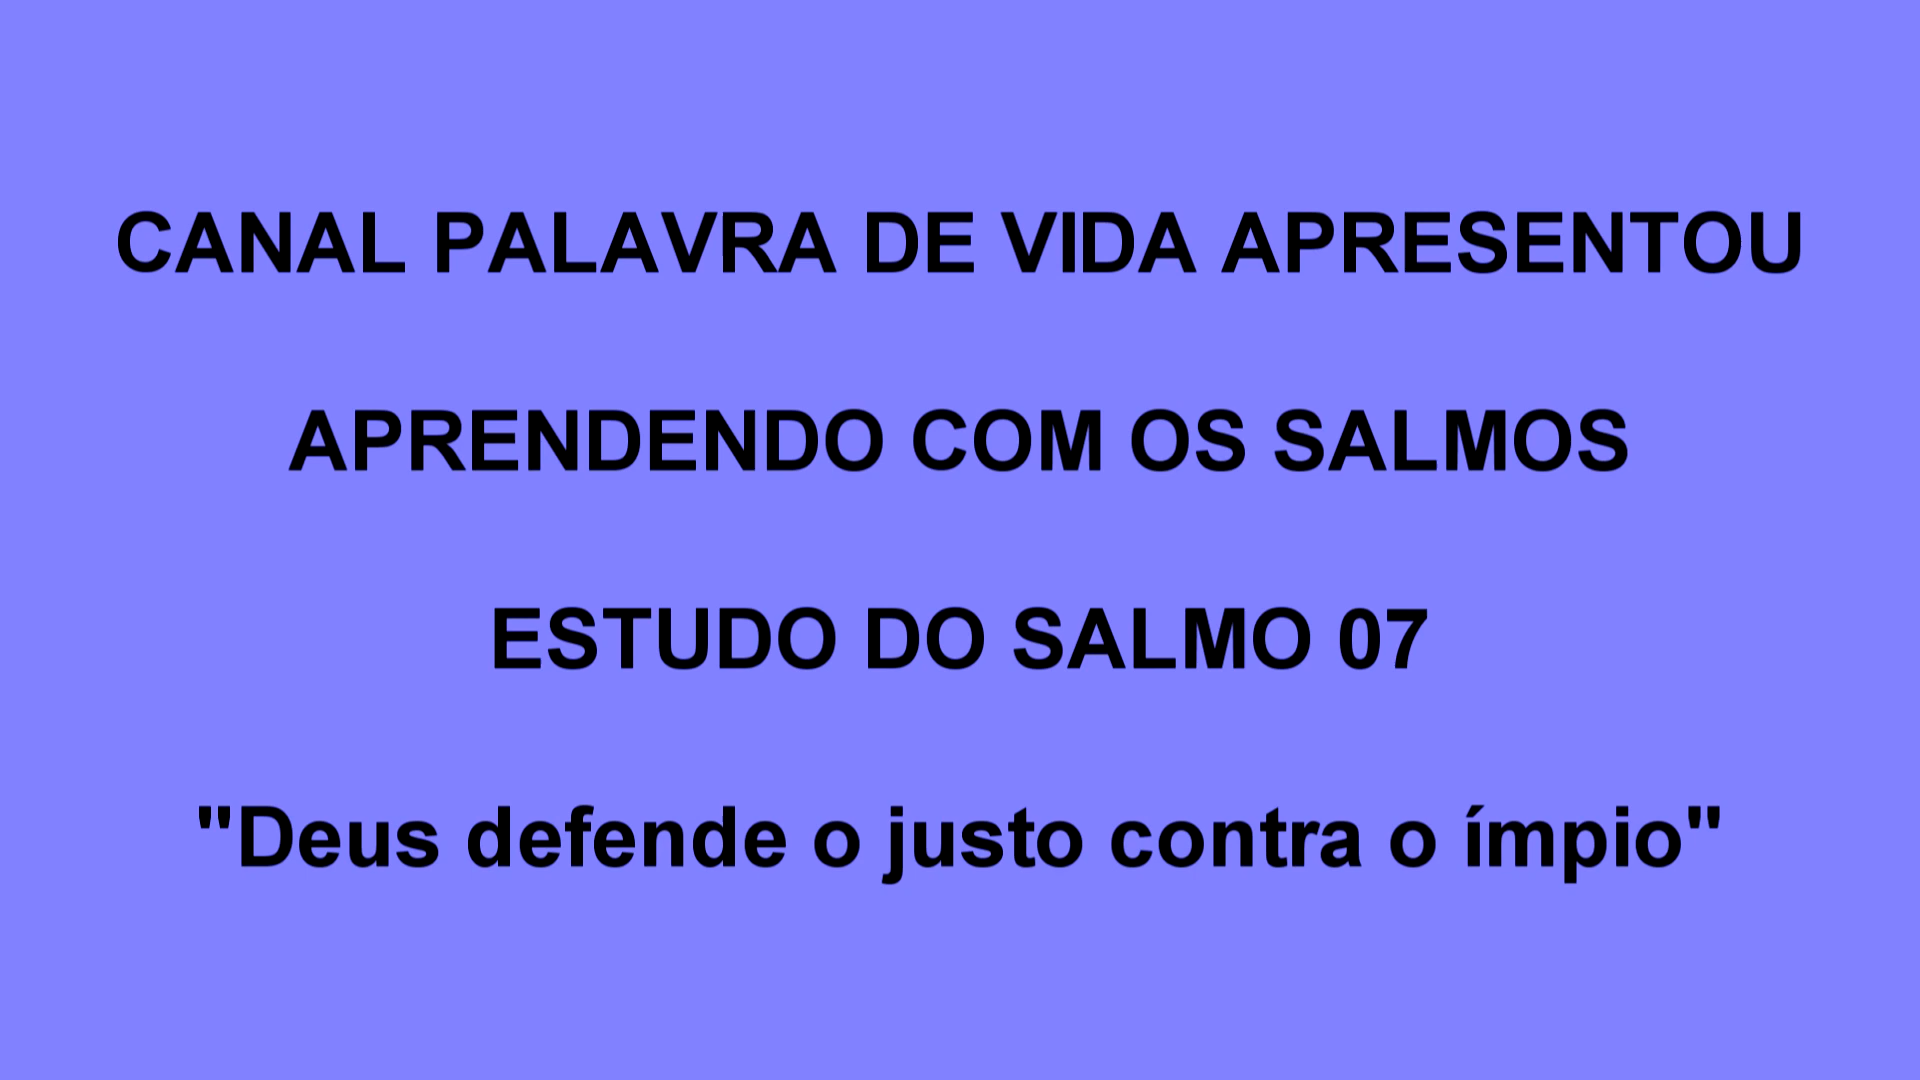 CANAL PALAVRA DE VIDA APRESENTOU
APRENDENDO COM OS SALMOS
ESTUDO DO SALMO 07
"Deus defende o justo contra o ímpio"